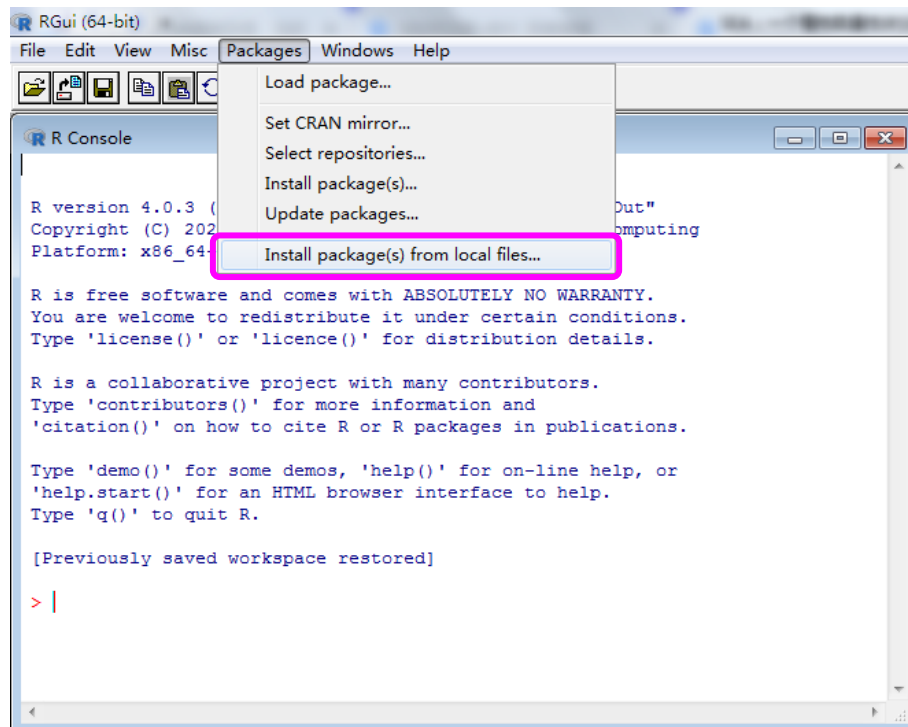 RGui (64-bit)
File Edit View Misc Packages Windows Help
Load package...
Set CRAN mirror...
Select repositories...
Install package(s)...
Update packages...
Install package(s) from local files...
R Console
R version 4.0.3 ( Out"
Copyright (C) 202 omputing
Platform: x86_64-
R is free software and comes with ABSOLUTELY NO WARRANTY.
You are welcome to redistribute it under certain conditions.
Type 'license()' or 'licence()' for distribution details.
R is a collaborative project with many contributors.
Type 'contributors()' for more information and
'citation()' on how to cite R or R packages in publications.
Type 'demo()' for some demos, 'help()' for on-line help, or
'help.start()' for an HTML browser interface to help.
Type 'q()' to quit R.
[Previously saved workspace restored]
>